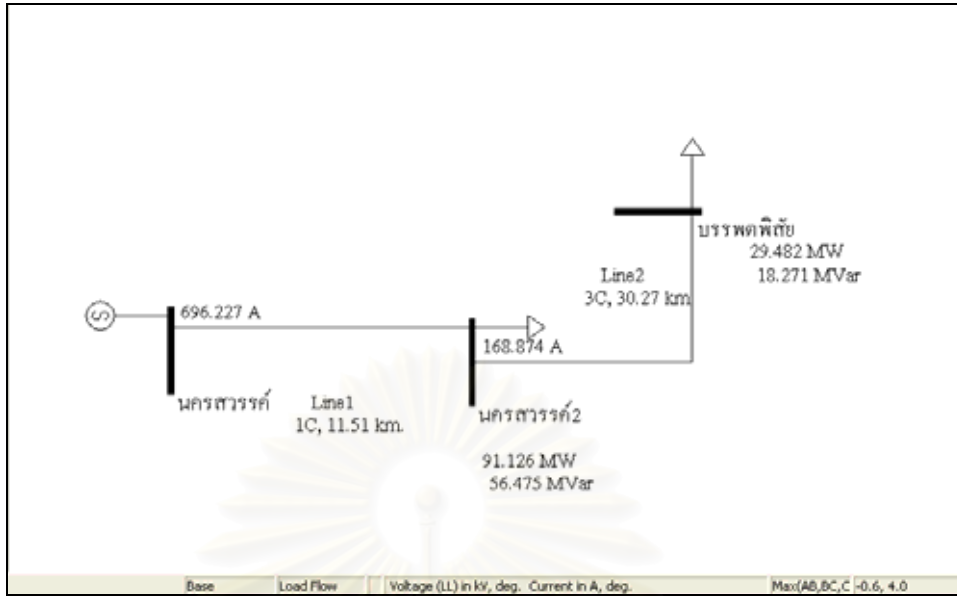 บรรพตพิสัย
29.482 MW
18.271 MVar
Line2
3C, 30.27 km
696.227 A
168.874 A
นครสวรรค์
Line1
1C, 11.51 km.
นครสวรรค์2
91.126 MW
56.475 MVar
Base Load Flow Voltage (LL) in kV, deg. Current in A, deg. Max(AB,BC,C -0.6, 4.0